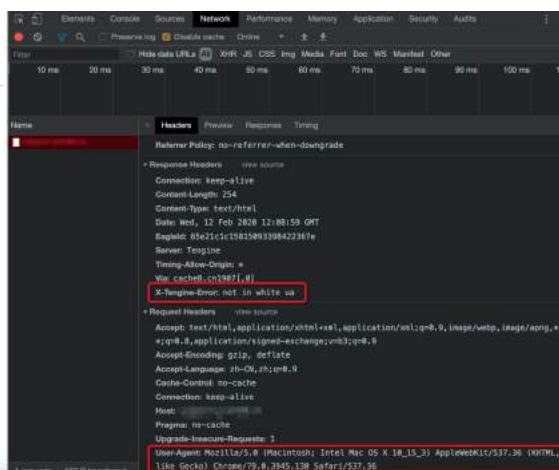 Elements Console Sources Network Performance Memory Application Security Audits
Preserve log Disable cache Online
Filter Hide data URLs All XHR JS CSS Img Media Font Doc WS Manifest Other
10 ms 20 ms 30 ms 40 ms 50 ms 60 ms 70 ms 80 ms 90 ms 100 ms
Name
Headers Preview Response Timing
Referrer Policy: no-referrer-when-downgrade
Response Headers view source
Connection: keep-alive
Content-Length: 254
Content-Type: text/html
Date: Wed, 12 Feb 2020 12:08:59 GMT
EagleId:
Server: Tengine
Timing-Allow-Origin: *
Via: cache8.cn1907[,0]
X-Tengine-Error: not in white ua
Request Headers view source
Accept: text/html,application/xhtml+xml,application/xml;q=0.9,image/webp,image/apng,*
*;q=0.8,application/signed-exchange;v=b3;q=0.9
Accept-Encoding: gzip, deflate
Accept-Language: zh-CN,zh;q=0.9
Cache-Control: no-cache
Connection: keep-alive
Host:
Pragma: no-cache
Upgrade-Insecure-Requests: 1
User-Agent: Mozilla/5.0 (Macintosh; Intel Mac OS X 10_15_3) AppleWebKit/537.36 (KHTML,
like Gecko) Chrome/79.0.3945.130 Safari/537.36